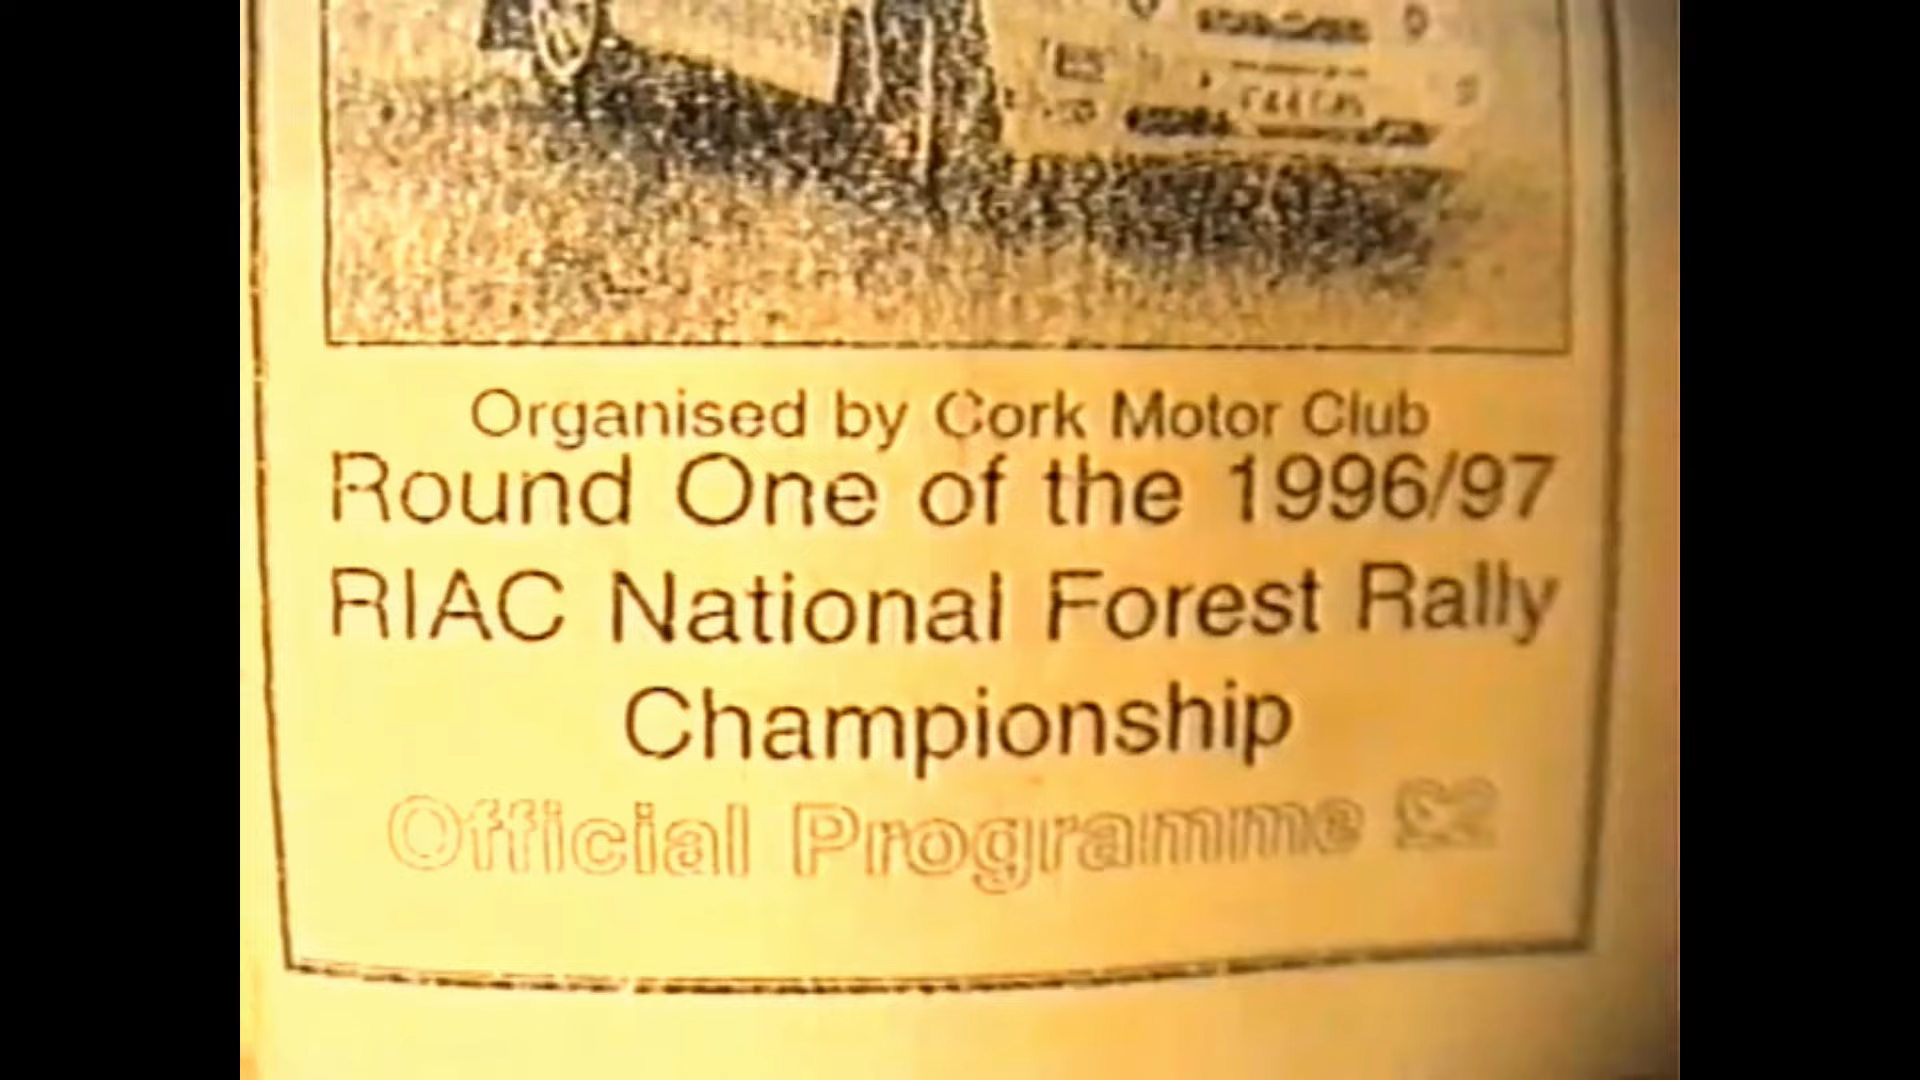 Organised by Cork Motor Club
Round One of the 1996/97
RIAC National Forest Rally
Championship
Official Programme £2